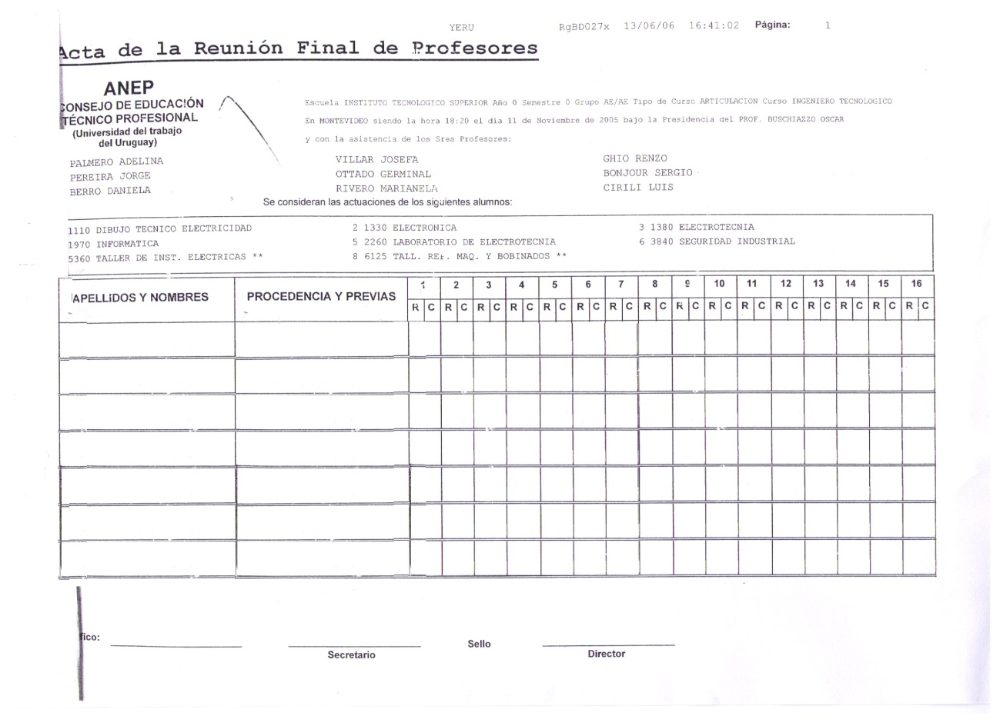 YERU RgBD027x 13/06/06 16:41:02 Página: 1
Acta de la Reunión Final de Profesores
ANEP
CONSEJO DE EDUCACIÓN
TÉCNICO PROFESIONAL
(Universidad del trabajo
del Uruguay)
Escuela INSTITUTO TECNOLOGICO SUPERIOR Año 0 Semestre 0 Grupo AE/AE Tipo de Curso ARTICULACION Curso INGENIERO TECNOLOGICO
En MONTEVIDEO siendo la hora 18:20 el dia 11 de Noviembre de 2005 bajo la Presidencia del PROF. BUSCHIAZZO OSCAR
y con la asistencia de los Sres Profesores:
PALMERO ADELINA VILLAR JOSEFA GHIO RENZO
PEREIRA JORGE OTTADO GERMINAL BONJOUR SERGIO
BERRO DANIELA RIVERO MARIANELA CIRILI LUIS
Se consideran las actuaciones de los siguientes alumnos:
1110 DIBUJO TECNICO ELECTRICIDAD 2 1330 ELECTRONICA 3 1380 ELECTROTECNIA
1970 INFORMATICA 5 2260 LABORATORIO DE ELECTROTECNIA 6 3840 SEGURIDAD INDUSTRIAL
5360 TALLER DE INST. ELECTRICAS ** 8 6125 TALL. REP. MAQ. Y BOBINADOS **
APELLIDOS Y NOMBRES PROCEDENCIA Y PREVIAS 1 2 3 4 5 6 7 8 9 10 11 12 13 14 15 16
R C R C R C R C R C R C R C R C R C R C R C R C R C R C R C R C
fico:
Sello
Secretario Director